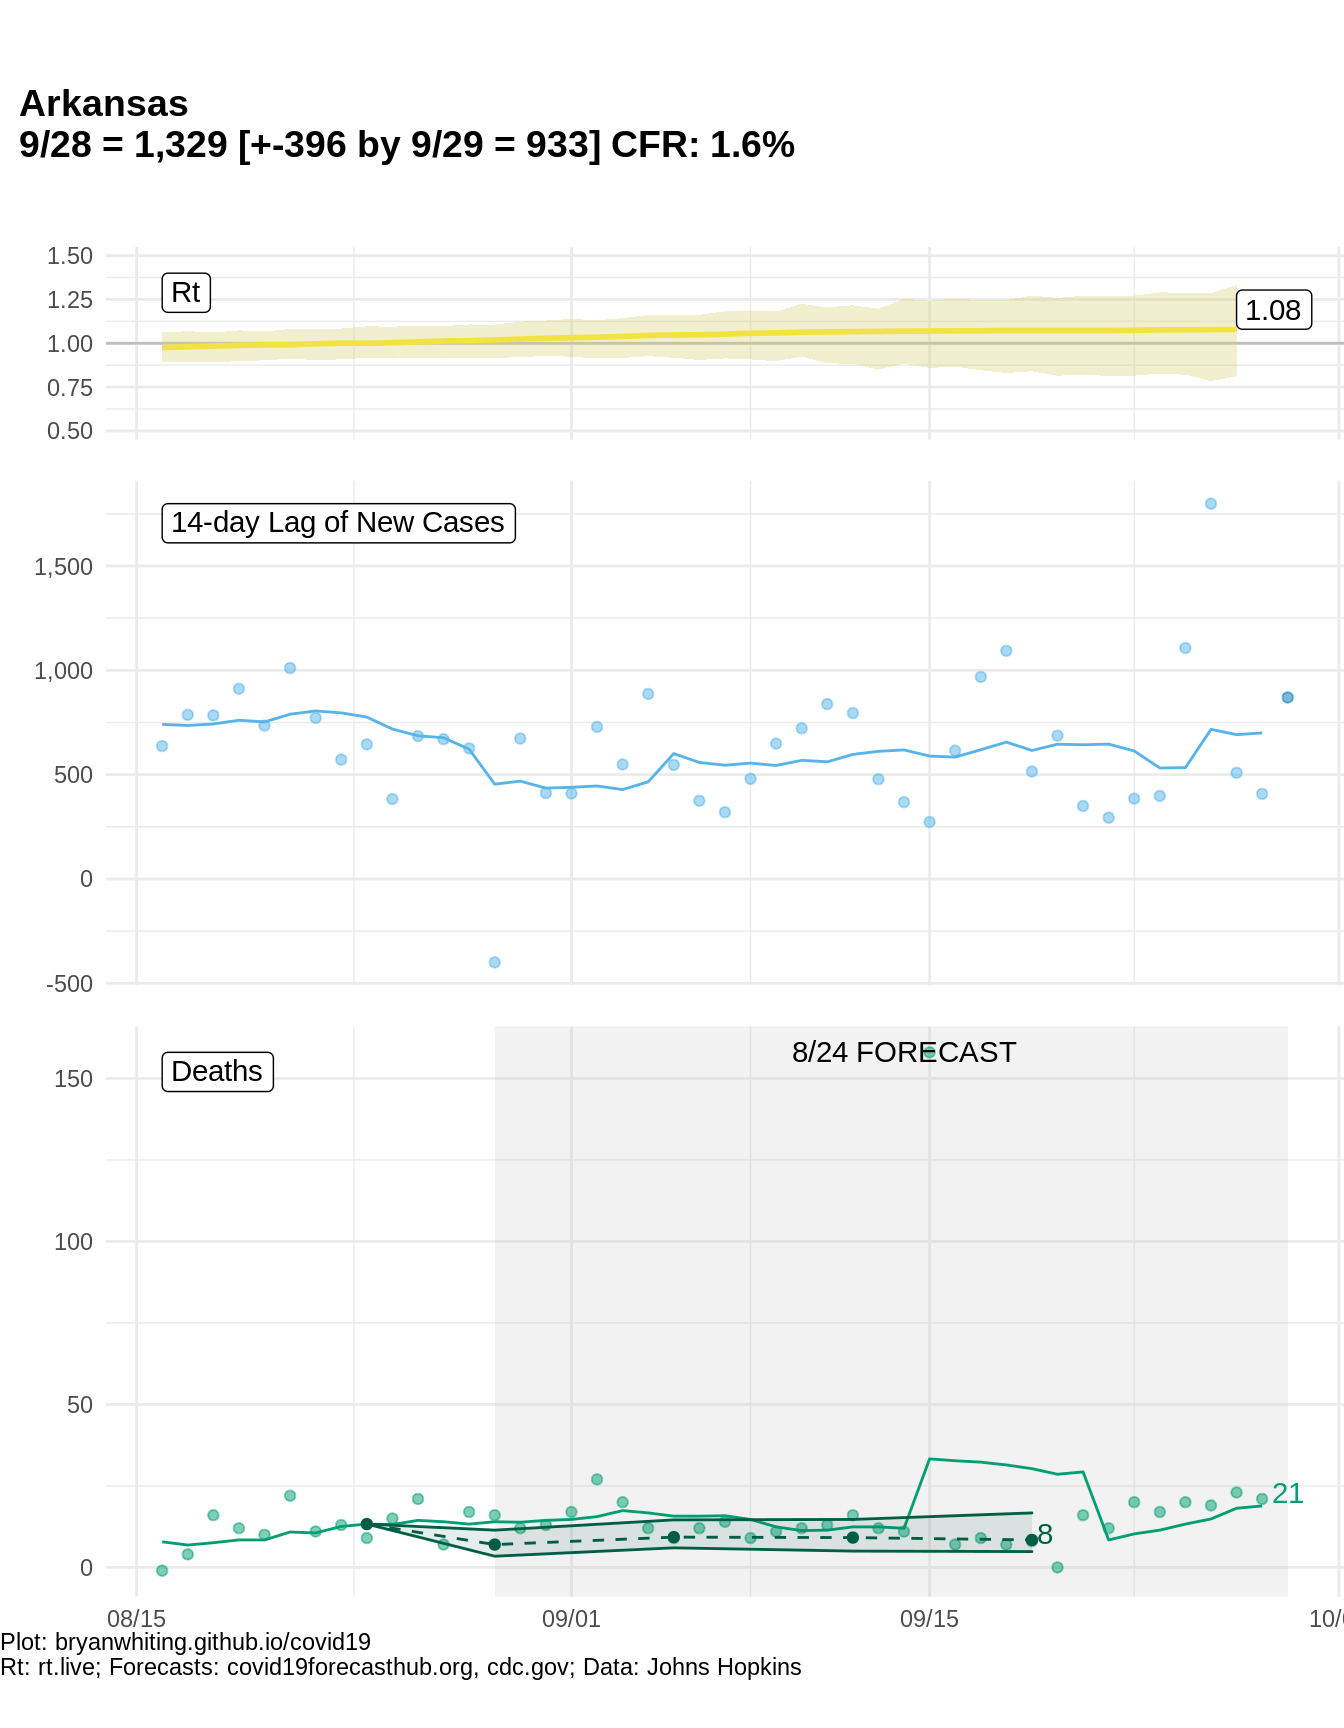 Arkansas
9/28 = 1,329 [+-396 by 9/29 = 933] CFR: 1.6%
1.50
Rt
1.25
1.08
1.00
0.75
0.50
14-day Lag of New Cases
1,500
1,000
500
0
-500
8/24 FORECAST
Deaths
150
100
50
21
8
0
08/15
09/01
09/15
10/
Plot: bryanwhiting.github.io/covid19
Rt: rt.live; Forecasts: covid19forecasthub.org, cdc.gov; Data: Johns Hopkins